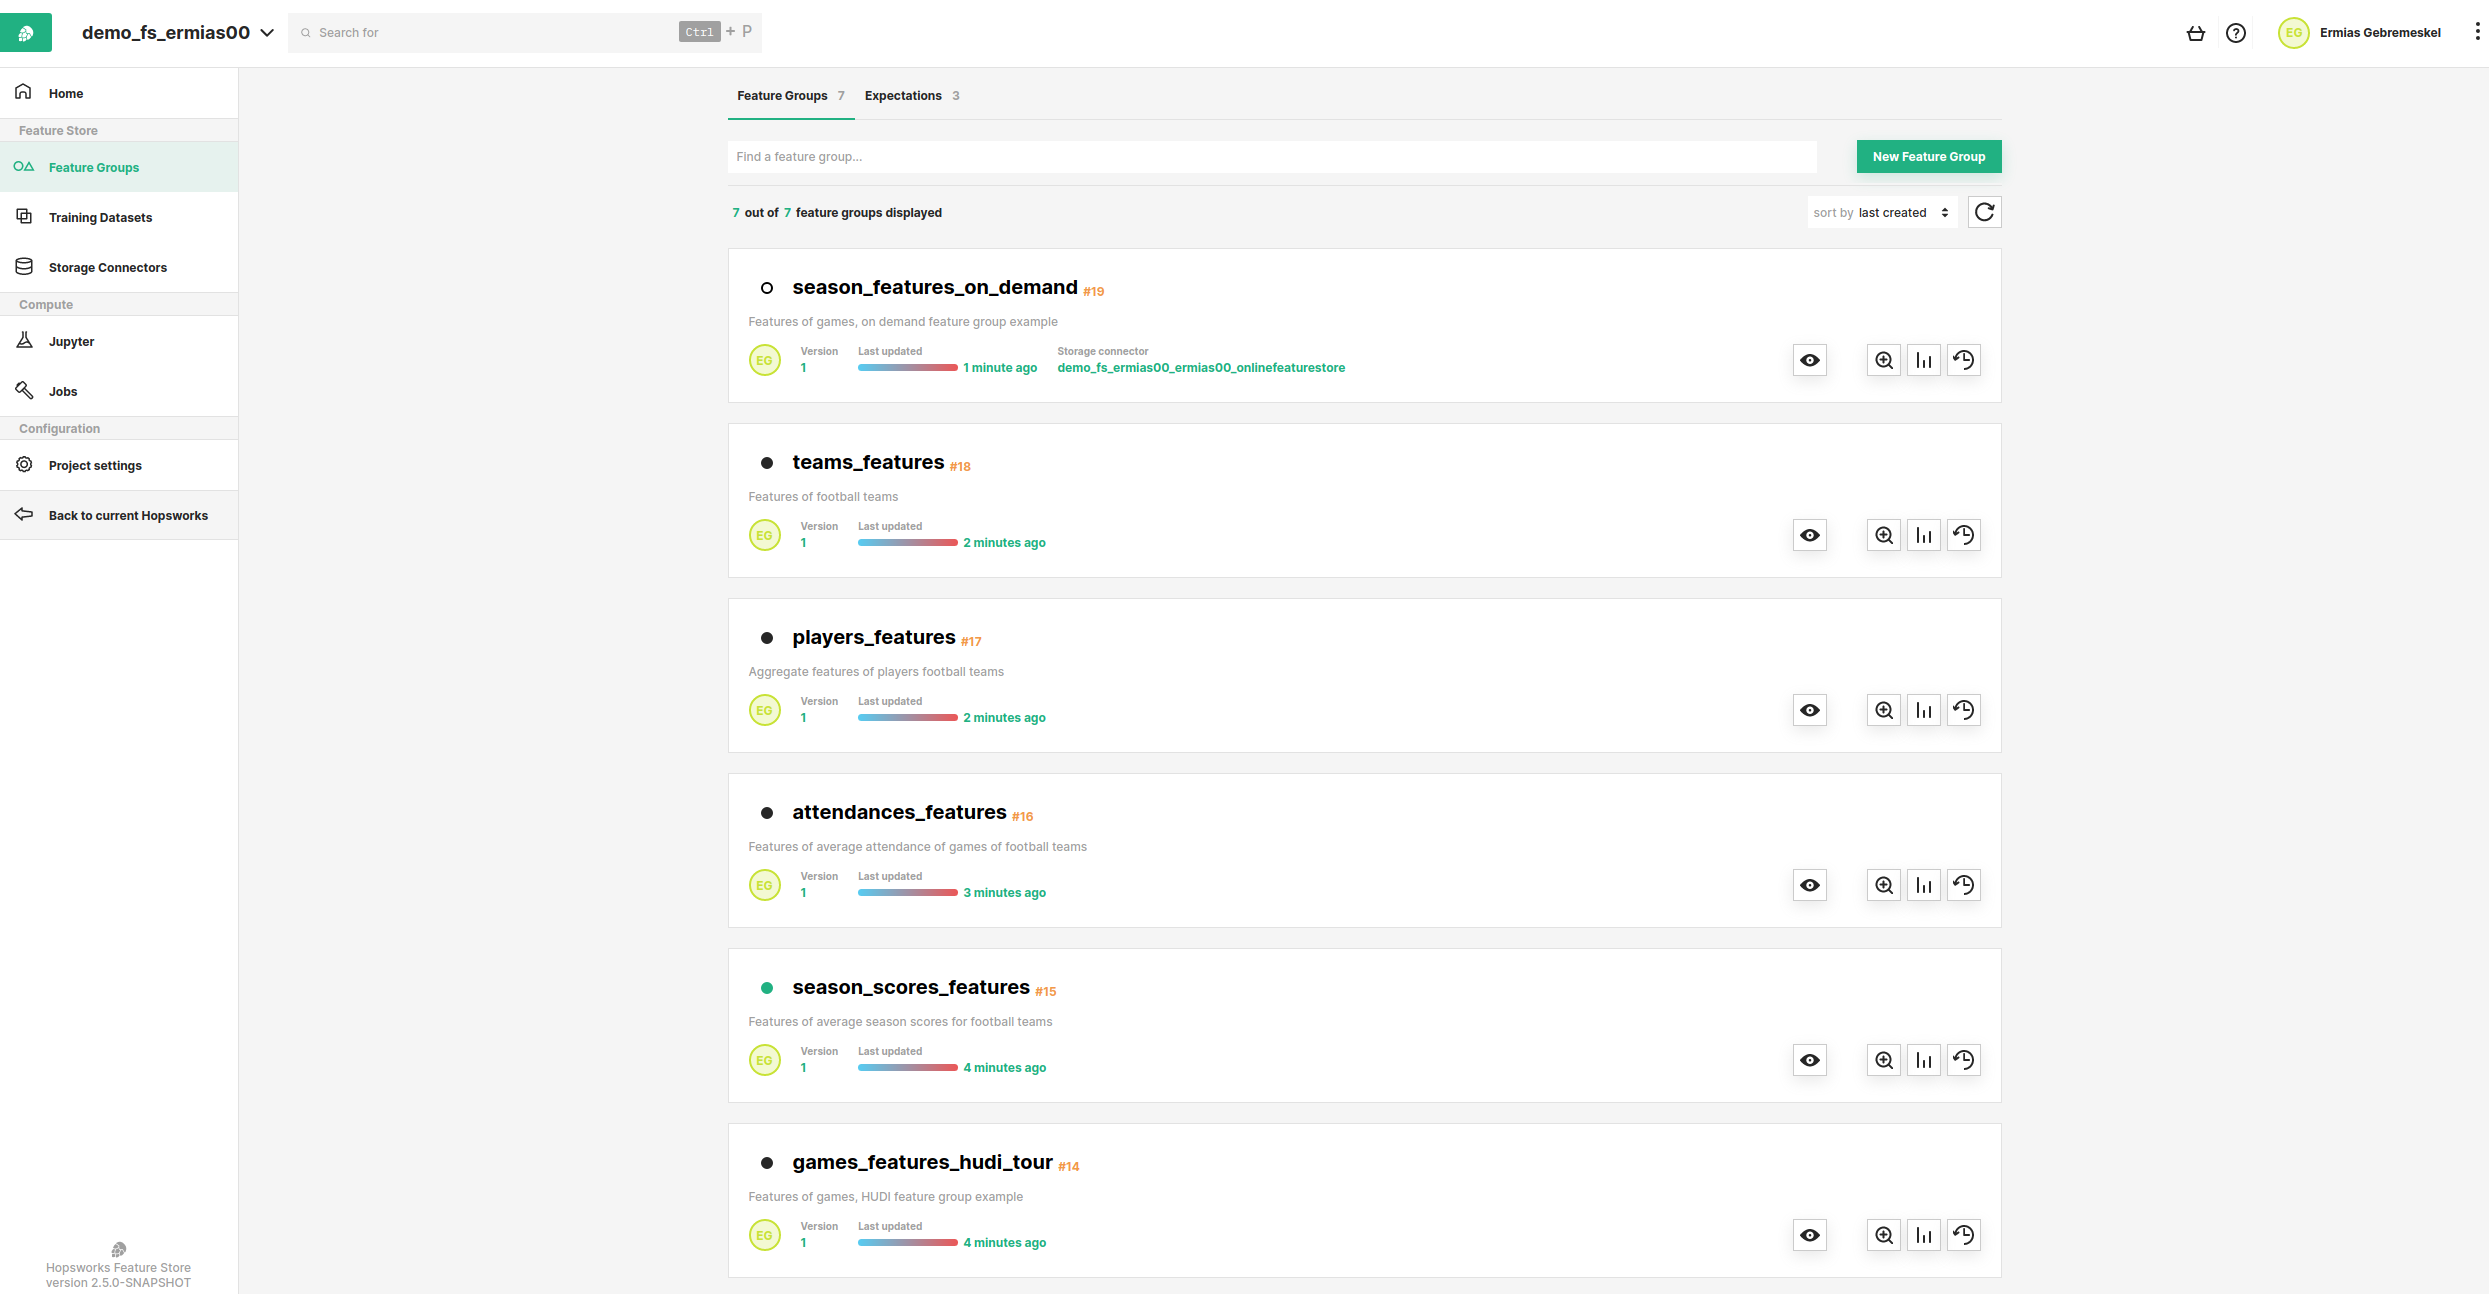 demo_fs_ermias00
Search for
Ctrl + P
EG Ermias Gebremeskel
Home
Feature Store
Feature Groups
Training Datasets
Storage Connectors
Compute
Jupyter
Jobs
Configuration
Project settings
Back to current Hopsworks
Hopsworks Feature Store
version 2.5.0-SNAPSHOT
Feature Groups 7 Expectations 3
Find a feature group...
New Feature Group
7 out of 7 feature groups displayed
sort by last created
season_features_on_demand #19
Features of games, on demand feature group example
EG
Version Last updated Storage connector
1 1 minute ago demo_fs_ermias00_ermias00_onlinefeaturestore
teams_features #18
Features of football teams
EG
Version Last updated
1 2 minutes ago
players_features #17
Aggregate features of players football teams
EG
Version Last updated
1 2 minutes ago
attendances_features #16
Features of average attendance of games of football teams
EG
Version Last updated
1 3 minutes ago
season_scores_features #15
Features of average season scores for football teams
EG
Version Last updated
1 4 minutes ago
games_features_hudi_tour #14
Features of games, HUDI feature group example
EG
Version Last updated
1 4 minutes ago